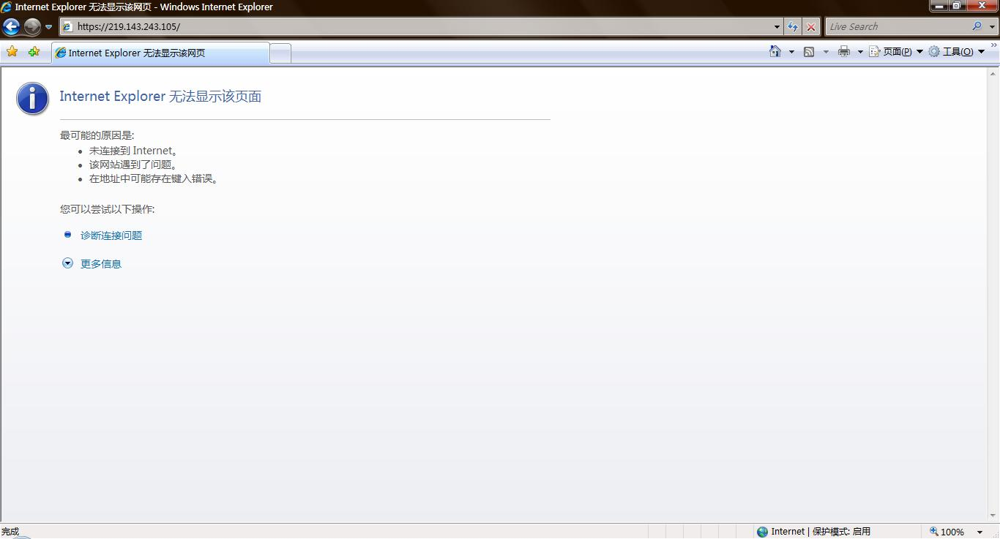 Internet Explorer 无法显示该网页 - Windows Internet Explorer
https://219.143.243.105/
Live Search
Internet Explorer 无法显示该网页
页面(P)
工具(O)
Internet Explorer 无法显示该页面
最可能的原因是:
未连接到 Internet。
该网站遇到了问题。
在地址中可能存在键入错误。
您可以尝试以下操作:
诊断连接问题
更多信息
完成
Internet | 保护模式: 启用
100%